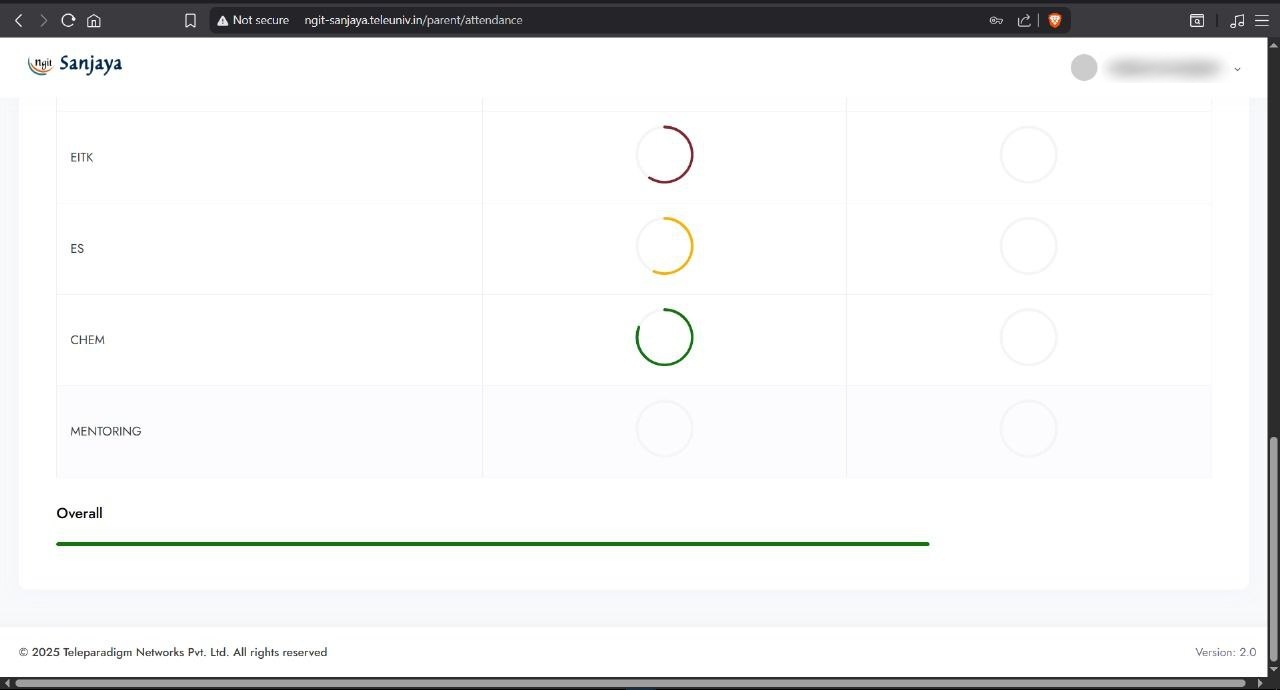 Not secure ngit-sanjaya.teleuniv.in/parent/attendance
ngit Sanjaya
EITK
ES
CHEM
MENTORING
Overall
© 2025 Teleparadigm Networks Pvt. Ltd. All rights reserved
Version: 2.0